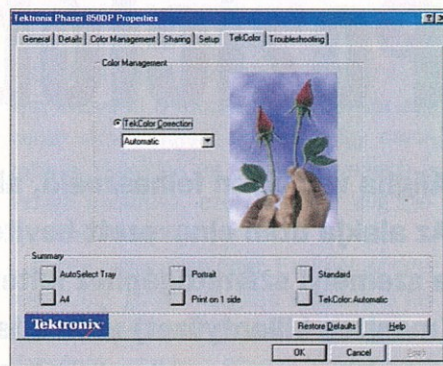 Tektronix Phaser 850DP Properties
General Details Color Management Sharing Setup TekColor Troubleshooting
Color Management
TekColor Correction
Automatic
Summary
AutoSelect Tray Portrait Standard
A4 Print on 1 side TekColor: Automatic
Tektronix Restore Defaults Help
OK Cancel Apply